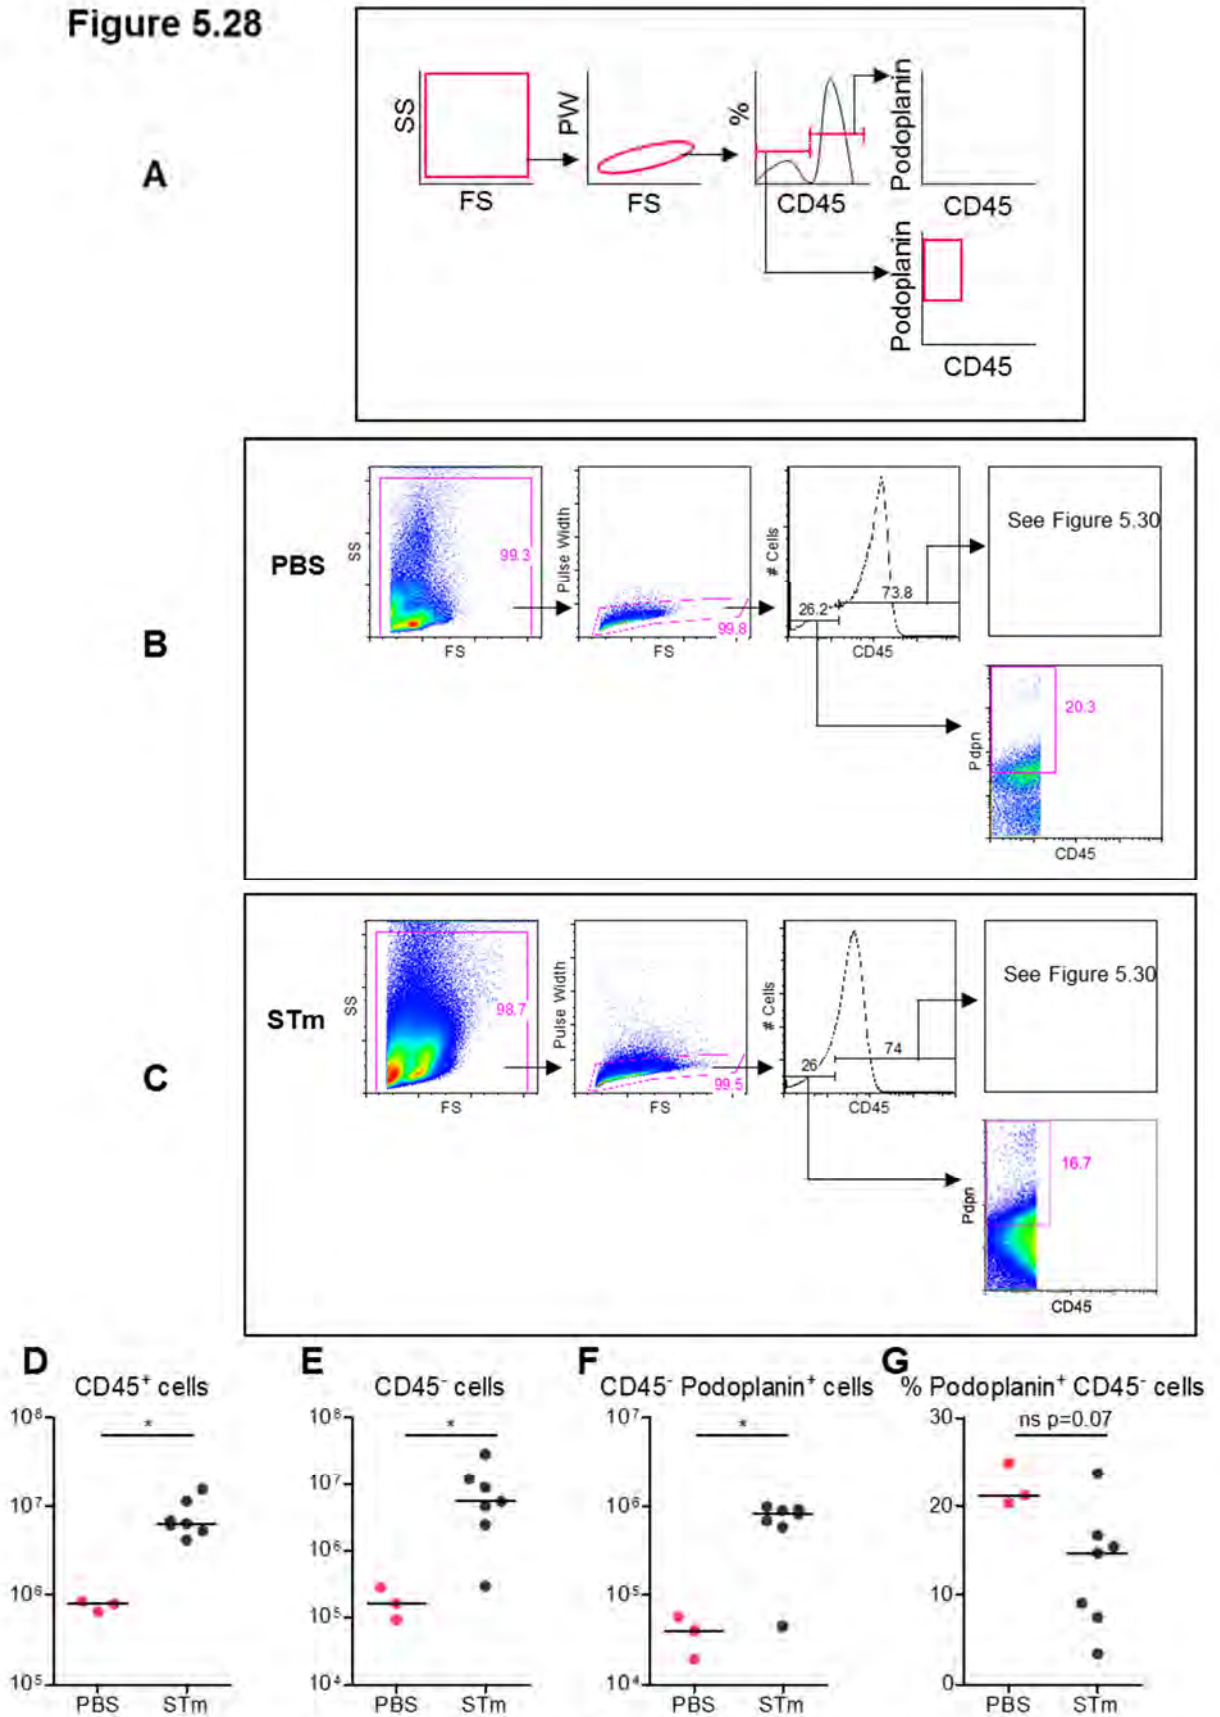 Figure 5.28
A
SS
FS
PW
FS
%
CD45
Podoplanin
CD45
Podoplanin
CD45
B
PBS
SS
99.3
FS
Pulse Width
99.8
FS
# Cells
26.2
73.8
CD45
See Figure 5.30
Pdpn
20.3
CD45
C
STm
SS
98.7
FS
Pulse Width
99.5
FS
# Cells
26
74
CD45
See Figure 5.30
Pdpn
16.7
CD45
D
CD45⁺ cells
*
10⁸
10⁷
10⁶
10⁵
PBS STm
E
CD45⁻ cells
*
10⁸
10⁷
10⁶
10⁵
10⁴
PBS STm
F
CD45⁻ Podoplanin⁺ cells
*
10⁷
10⁶
10⁵
10⁴
PBS STm
G
% Podoplanin⁺ CD45⁻ cells
ns p=0.07
30
20
10
0
PBS STm